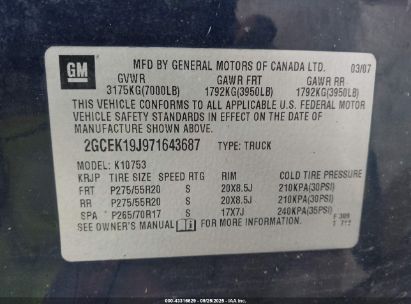 GM
MFD BY GENERAL MOTORS OF CANADA LTD. 03/07
GVWR GAWR FRT GAWR RR
3175KG(7000LB) 1792KG(3950LB) 1792KG(3950LB)
THIS VEHICLE CONFORMS TO ALL APPLICABLE U.S. FEDERAL MOTOR
VEHICLE SAFETY STANDARDS IN EFFECT ON THE DATE OF
MANUFACTURE SHOWN ABOVE.
2GCEK19J971643687 TYPE: TRUCK
MODEL: K10753
KRJP TIRE SIZE SPEED RTG RIM COLD TIRE PRESSURE
FRT P275/55R20 S 20X8.5J 210KPA(30PSI)
RR P275/55R20 S 20X8.5J 210KPA(30PSI)
SPA P265/70R17 S 17X7J 240KPA(35PSI)
SEE OWNER'S MANUAL FOR MORE INFORMATION.